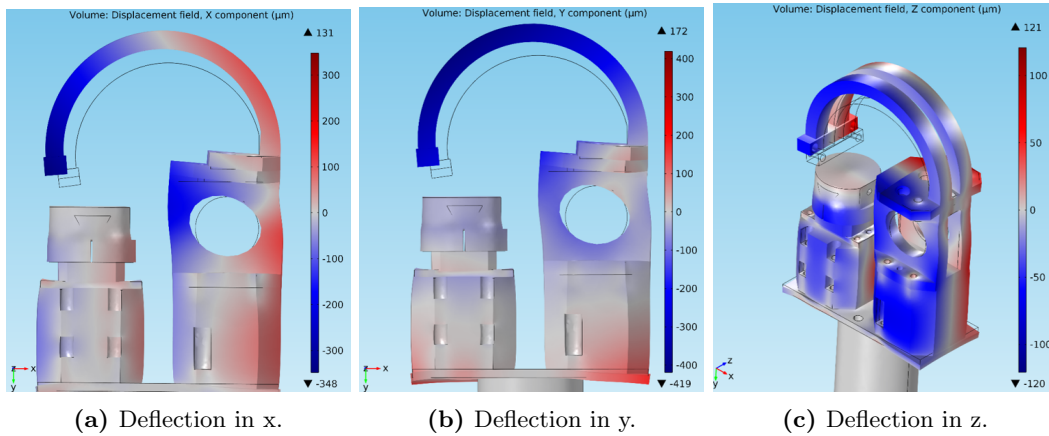 Volume: Displacement field, X component (µm)
▲ 131
300
200
100
0
-100
-200
-300
▼ -348
z x
y
(a) Deflection in x.
Volume: Displacement field, Y component (µm)
▲ 172
400
300
200
100
0
-100
-200
-300
-400
▼ -419
z x
y
(b) Deflection in y.
Volume: Displacement field, Z component (µm)
▲ 121
100
50
0
-50
-100
▼ -120
z
x
y
(c) Deflection in z.